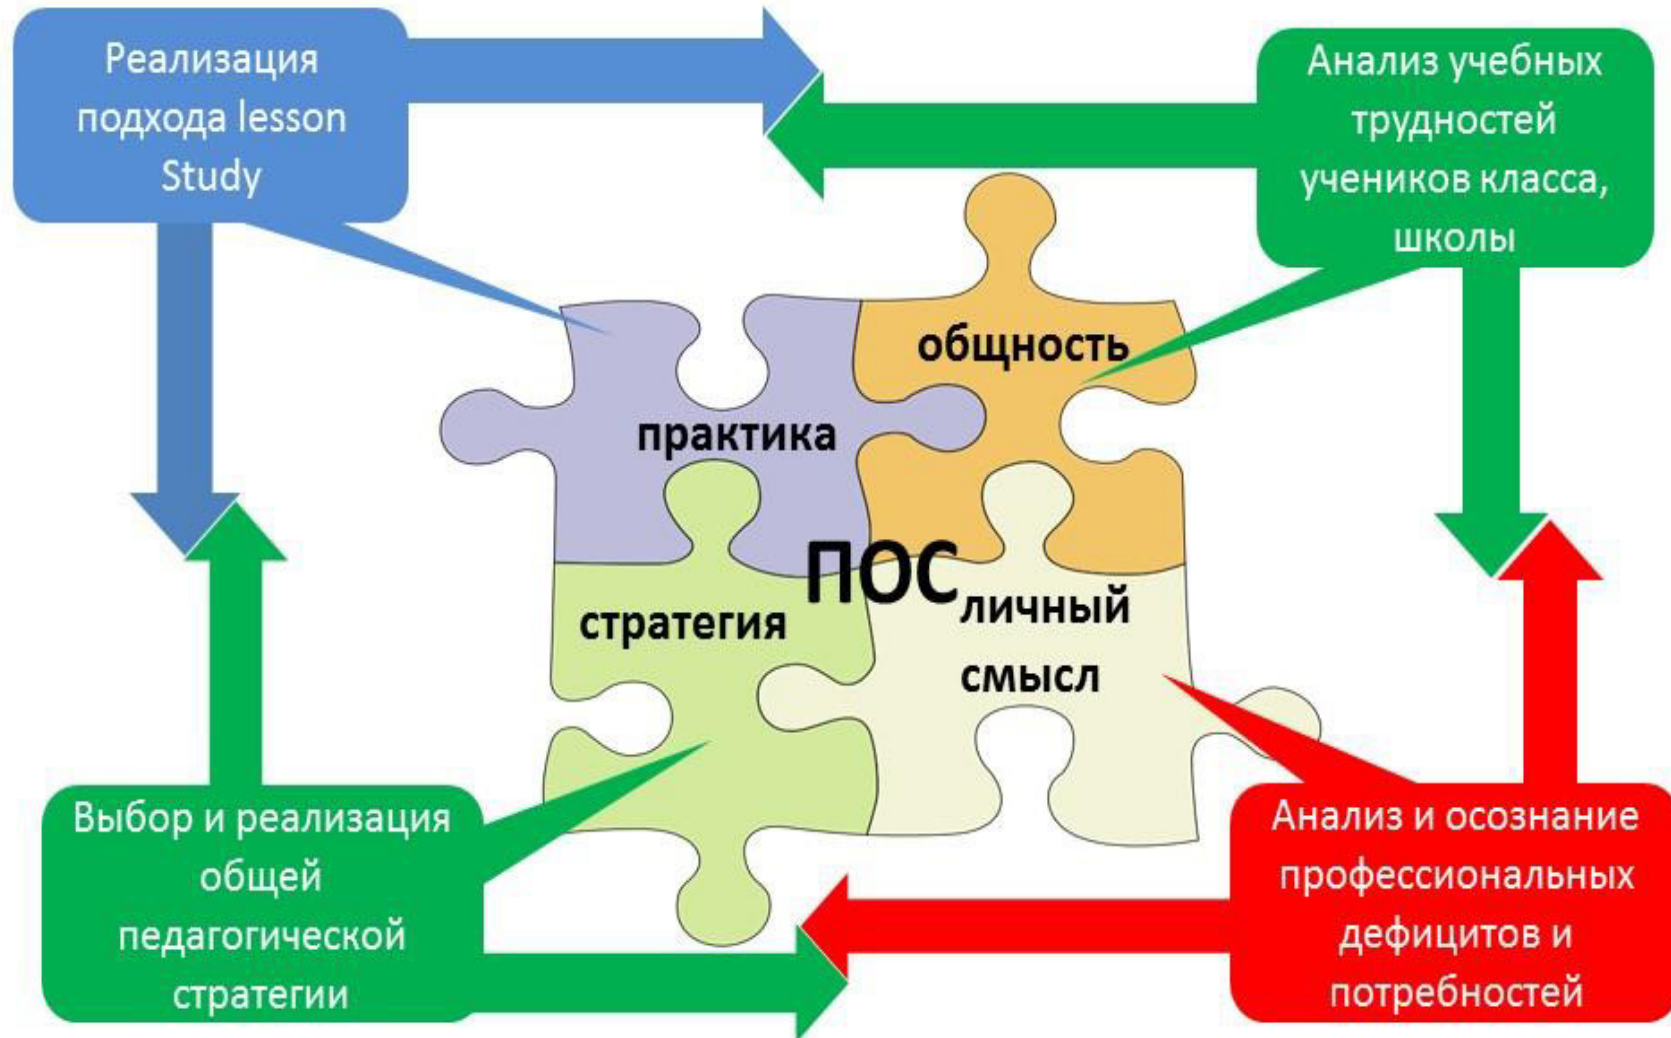 Реализация
подхода lesson
Study
Анализ учебных
трудностей
учеников класса,
школы
общность
практика
ПОС
стратегия
личный
смысл
Выбор и реализация
общей
педагогической
стратегии
Анализ и осознание
профессиональных
дефицитов и
потребностей